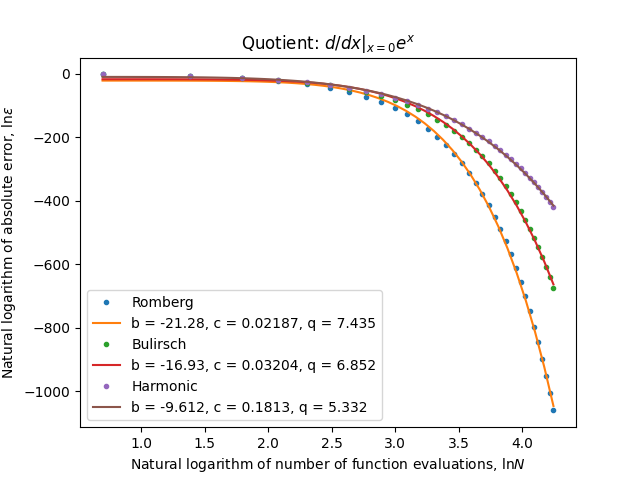 Quotient: d/dx|x=0e^x
Natural logarithm of absolute error, lnε
0
−200
−400
−600
−800
−1000
Romberg
b = -21.28, c = 0.02187, q = 7.435
Bulirsch
b = -16.93, c = 0.03204, q = 6.852
Harmonic
b = -9.612, c = 0.1813, q = 5.332
1.0 1.5 2.0 2.5 3.0 3.5 4.0
Natural logarithm of number of function evaluations, lnN